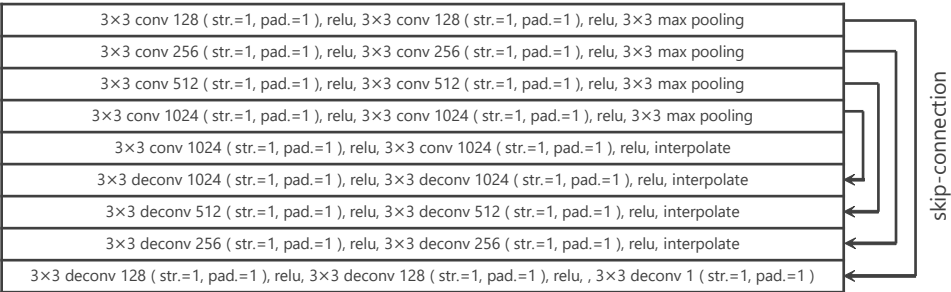 3×3 conv 128 ( str.=1, pad.=1 ), relu, 3×3 conv 128 ( str.=1, pad.=1 ), relu, 3×3 max pooling
3×3 conv 256 ( str.=1, pad.=1 ), relu, 3×3 conv 256 ( str.=1, pad.=1 ), relu, 3×3 max pooling
3×3 conv 512 ( str.=1, pad.=1 ), relu, 3×3 conv 512 ( str.=1, pad.=1 ), relu, 3×3 max pooling
3×3 conv 1024 ( str.=1, pad.=1 ), relu, 3×3 conv 1024 ( str.=1, pad.=1 ), relu, 3×3 max pooling
3×3 conv 1024 ( str.=1, pad.=1 ), relu, 3×3 conv 1024 ( str.=1, pad.=1 ), relu, interpolate
3×3 deconv 1024 ( str.=1, pad.=1 ), relu, 3×3 deconv 1024 ( str.=1, pad.=1 ), relu, interpolate
3×3 deconv 512 ( str.=1, pad.=1 ), relu, 3×3 deconv 512 ( str.=1, pad.=1 ), relu, interpolate
3×3 deconv 256 ( str.=1, pad.=1 ), relu, 3×3 deconv 256 ( str.=1, pad.=1 ), relu, interpolate
3×3 deconv 128 ( str.=1, pad.=1 ), relu, 3×3 deconv 128 ( str.=1, pad.=1 ), relu, , 3×3 deconv 1 ( str.=1, pad.=1 )
skip-connection